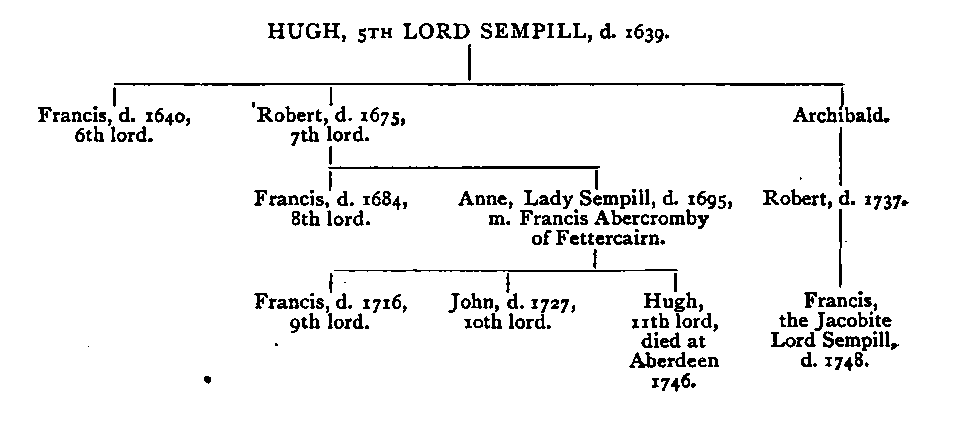 HUGH, 5TH LORD SEMPILL, d. 1639.
Francis, d. 1640,
6th lord.
Robert, d. 1675,
7th lord.
Archibald.
Francis, d. 1684,
8th lord.
Anne, Lady Sempill, d. 1695,
m. Francis Abercromby
of Fettercairn.
Robert, d. 1737.
Francis, d. 1716,
9th lord.
John, d. 1727,
10th lord.
Hugh,
11th lord,
died at
Aberdeen
1746.
Francis,
the Jacobite
Lord Sempill,
d. 1748.